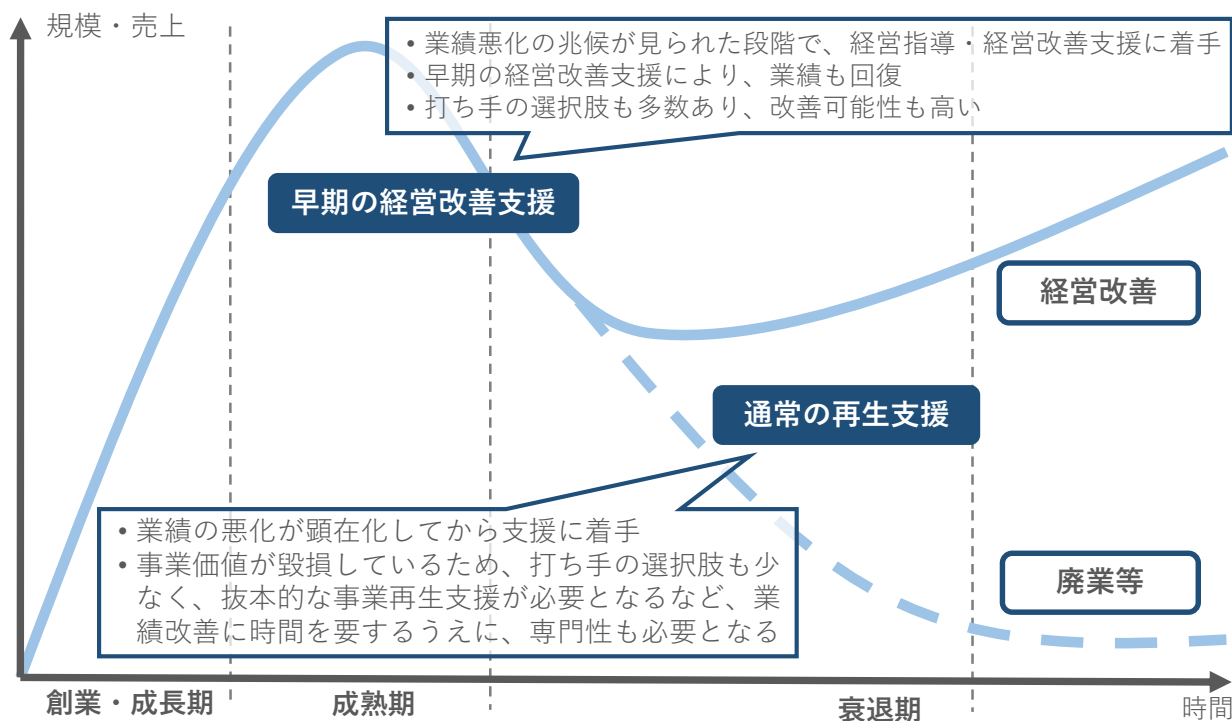 規模・売上
• 業績悪化の兆候が見られた段階で、経営指導・経営改善支援に着手
• 早期の経営改善支援により、業績も回復
• 打ち手の選択肢も多数あり、改善可能性も高い
早期の経営改善支援
経営改善
通常の再生支援
• 業績の悪化が顕在化してから支援に着手
• 事業価値が毀損しているため、打ち手の選択肢も少
なく、抜本的な事業再生支援が必要となるなど、業
績改善に時間を要するうえに、専門性も必要となる
廃業等
創業・成長期
成熟期
衰退期
時間